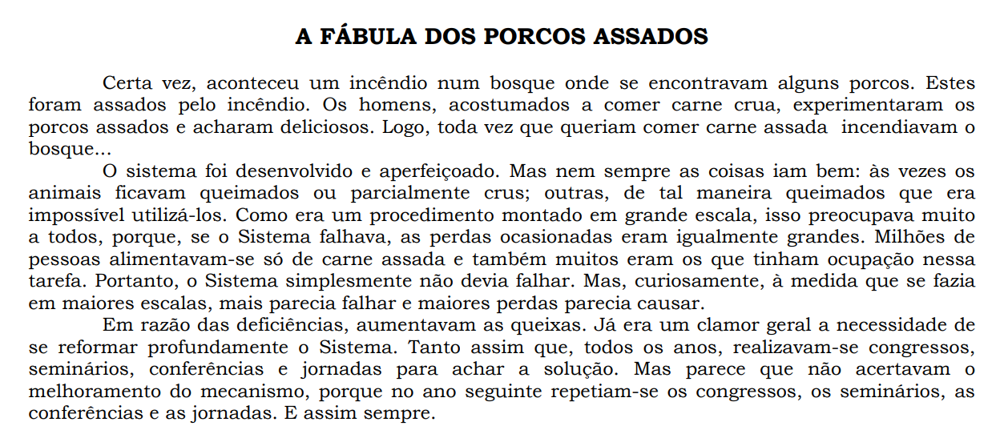 A FÁBULA DOS PORCOS ASSADOS
Certa vez, aconteceu um incêndio num bosque onde se encontravam alguns porcos. Estes
foram assados pelo incêndio. Os homens, acostumados a comer carne crua, experimentaram os
porcos assados e acharam deliciosos. Logo, toda vez que queriam comer carne assada incendiavam o
bosque...
O sistema foi desenvolvido e aperfeiçoado. Mas nem sempre as coisas iam bem: às vezes os
animais ficavam queimados ou parcialmente crus; outras, de tal maneira queimados que era
impossível utilizá-los. Como era um procedimento montado em grande escala, isso preocupava muito
a todos, porque, se o Sistema falhava, as perdas ocasionadas eram igualmente grandes. Milhões de
pessoas alimentavam-se só de carne assada e também muitos eram os que tinham ocupação nessa
tarefa. Portanto, o Sistema simplesmente não devia falhar. Mas, curiosamente, à medida que se fazia
em maiores escalas, mais parecia falhar e maiores perdas parecia causar.
Em razão das deficiências, aumentavam as queixas. Já era um clamor geral a necessidade de
se reformar profundamente o Sistema. Tanto assim que, todos os anos, realizavam-se congressos,
seminários, conferências e jornadas para achar a solução. Mas parece que não acertavam o
melhoramento do mecanismo, porque no ano seguinte repetiam-se os congressos, os seminários, as
conferências e as jornadas. E assim sempre.